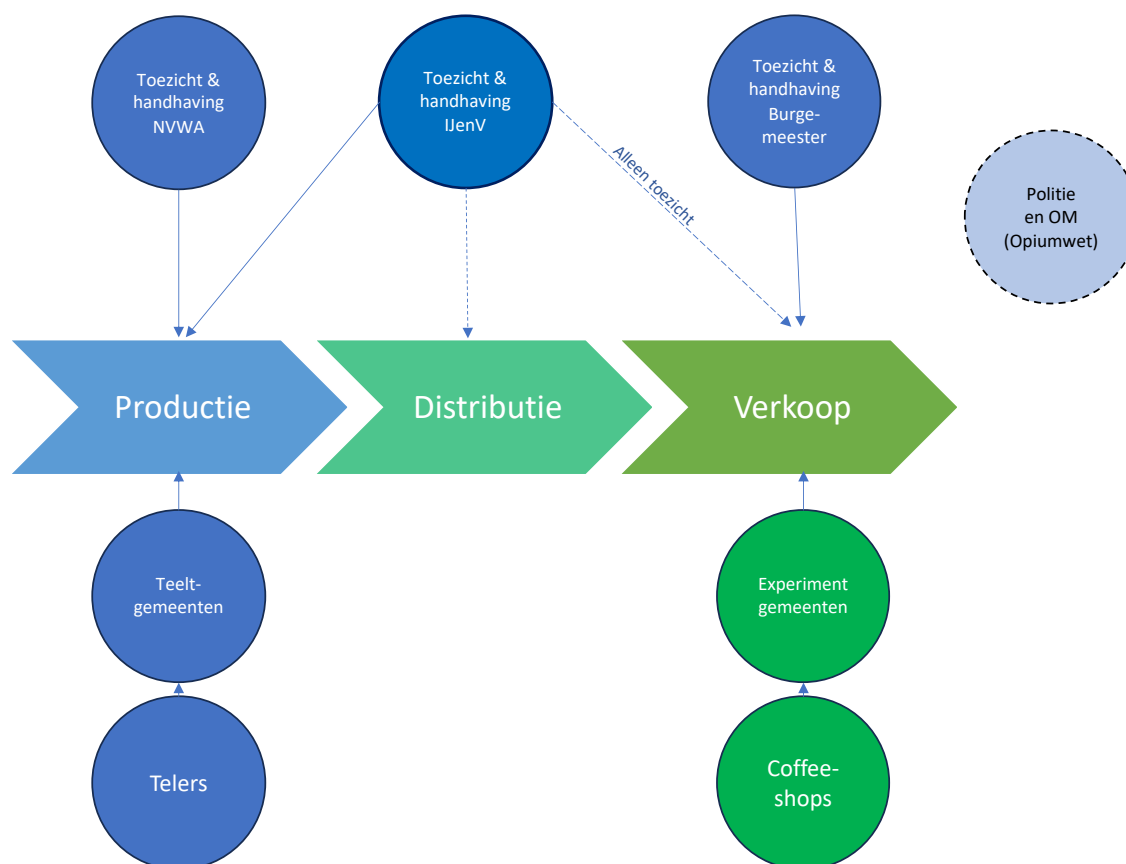 Toezicht &
handhaving
NVWA
Toezicht &
handhaving
IJenV
Toezicht &
handhaving
Burge-
meester
Alleen toezicht
Politie
en OM
(Opiumwet)
Productie
Distributie
Verkoop
Teelt-
gemeenten
Experiment
gemeenten
Telers
Coffee-
shops